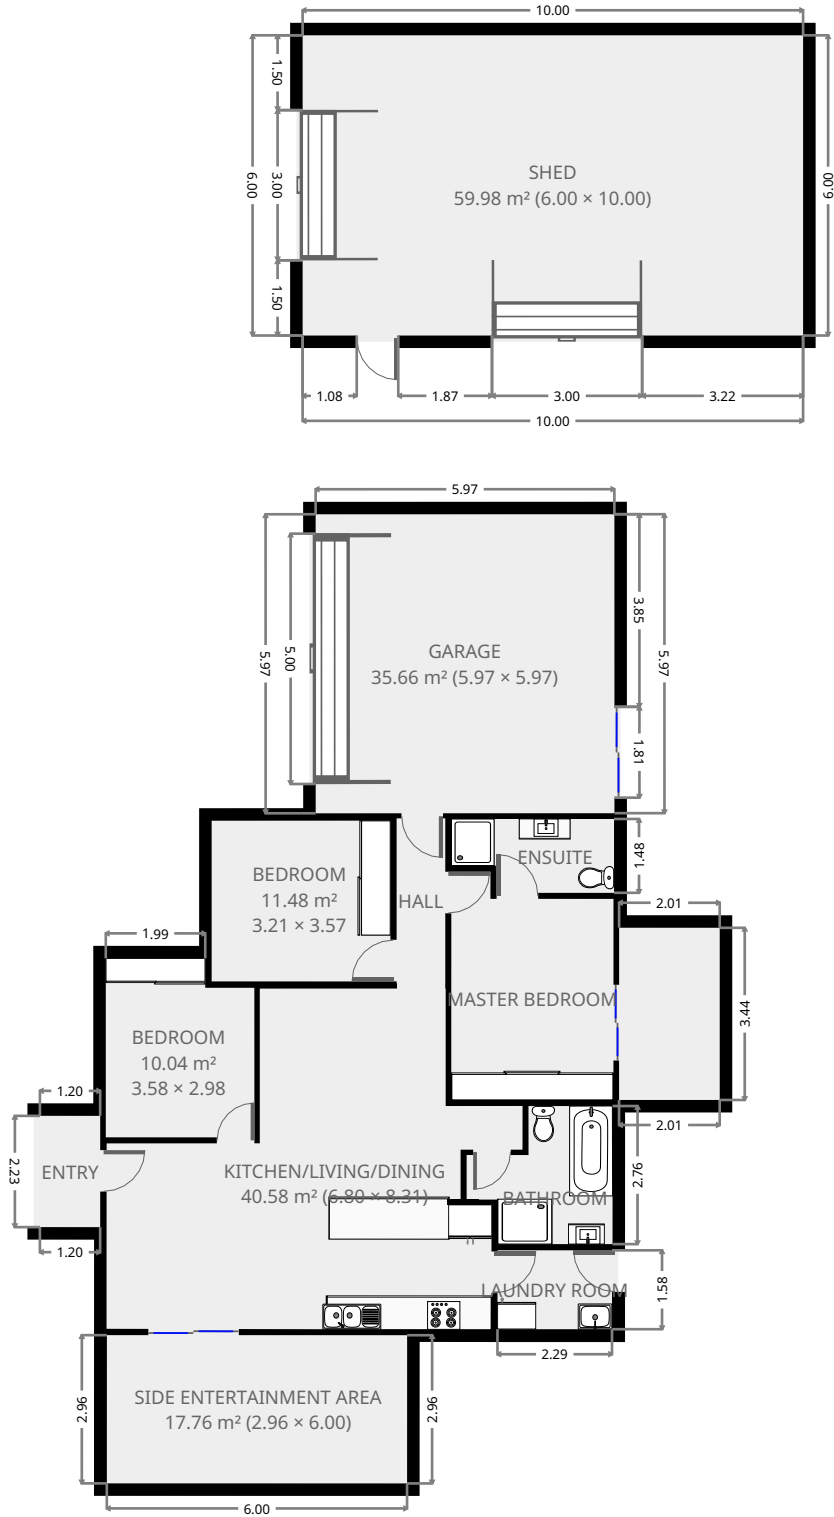 10.00
1.50
6.00
3.00
6.00
SHED
59.98 m² (6.00 × 10.00)
1.50
1.08
1.87
3.00
3.22
10.00
5.97
3.85
5.97
5.00
5.97
GARAGE
35.66 m² (5.97 × 5.97)
1.81
1.48
ENSUITE
BEDROOM
11.48 m²
3.21 × 3.57
HALL
2.01
1.99
MASTER BEDROOM
3.44
BEDROOM
10.04 m²
3.58 × 2.98
1.20
2.01
2.23
ENTRY
KITCHEN/LIVING/DINING
40.58 m² (6.80 × 8.31)
2.76
BATHROOM
1.20
LAUNDRY ROOM
1.58
2.29
2.96
SIDE ENTERTAINMENT AREA
17.76 m² (2.96 × 6.00)
2.96
6.00